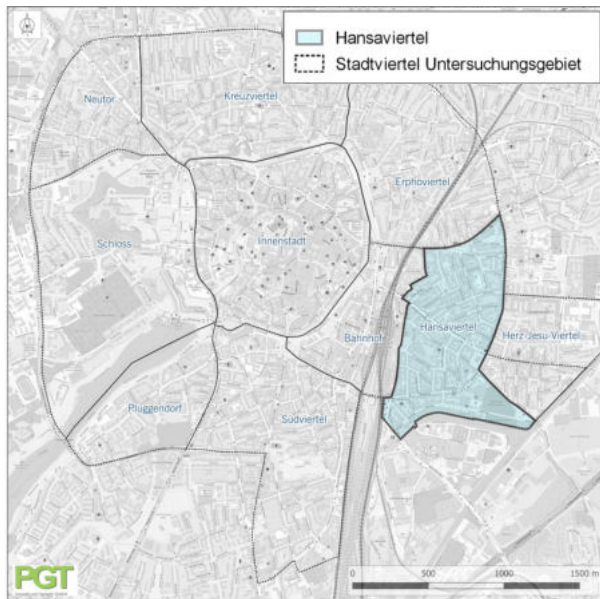 Hansaviertel
Stadtviertel Untersuchungsgebiet
Neutor
Kreuzviertel
Erphoviertel
Schloss
Innenstadt
Bahnhof
Hansaviertel
Herz-Jesu-Viertel
Pluggendorf
Südviertel
PGT
0 500 1000 1500 m